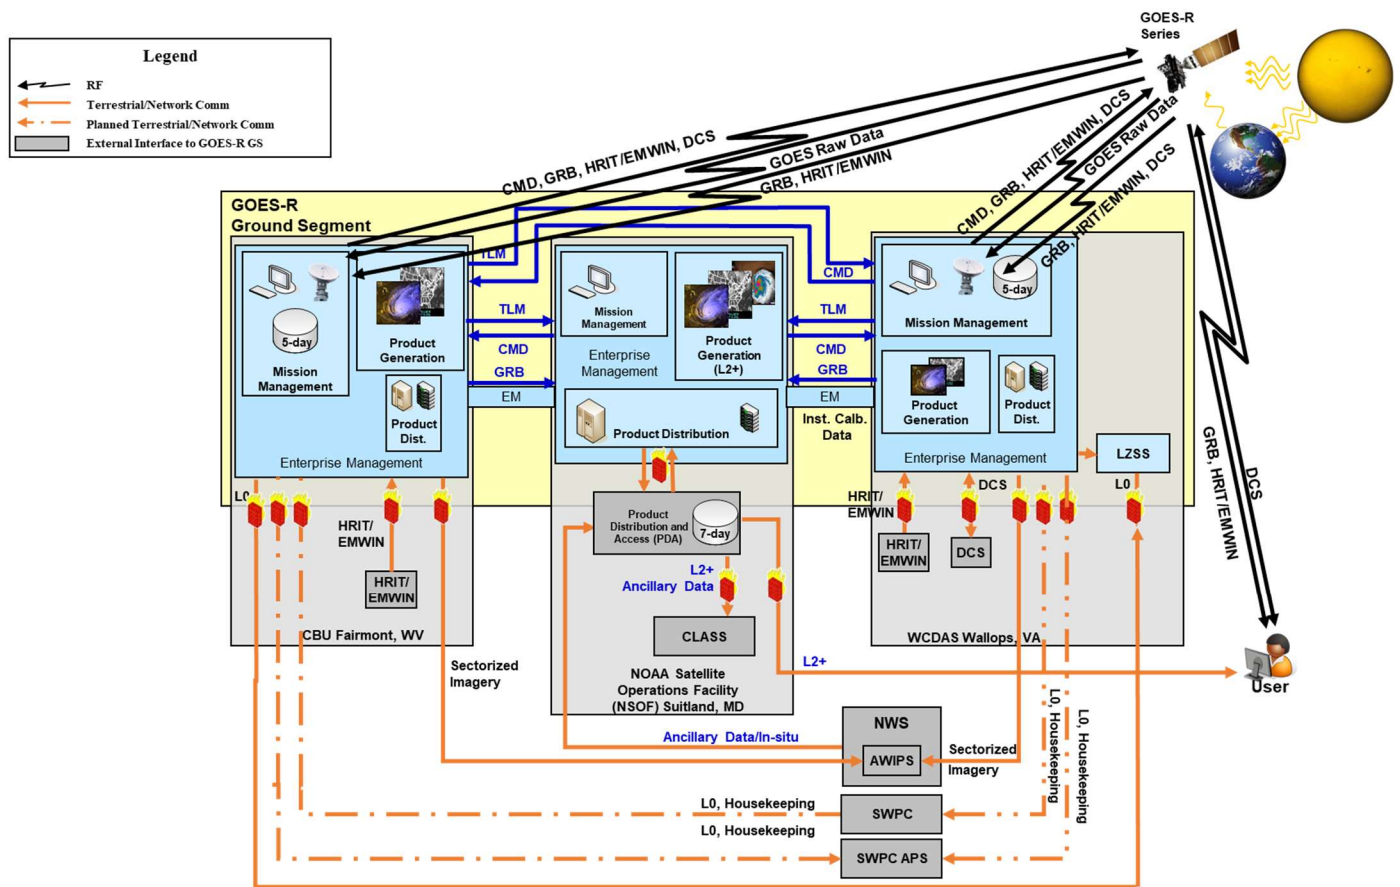 GOES-R
Series
Legend
RF
Terrestrial/Network Comm
Planned Terrestrial/Network Comm
External Interface to GOES-R GS
CMD, GRB, HRIT/EMWIN, DCS
GOES Raw Data
GRB, HRIT/EMWIN
CMD, GRB, HRIT/EMWIN, DCS
GOES Raw Data
GRB, HRIT/EMWIN, DCS
GOES-R
Ground Segment
TLM
CMD
5-day
Mission
Management
Product
Generation
Product
Dist.
Enterprise Management
TLM
CMD
GRB
EM
Mission
Management
Product
Generation
(L2+)
Enterprise
Management
Product Distribution
TLM
CMD
GRB
EM
Inst. Calb.
Data
5-day
Mission Management
Product
Generation
Product
Dist.
Enterprise Management
LZSS
L0
HRIT/
EMWIN
HRIT/
EMWIN
CBU Fairmont, WV
Product
Distribution and
Access (PDA)
7-day
L2+
Ancillary Data
CLASS
NOAA Satellite
Operations Facility
(NSOF) Suitland, MD
HRIT/
EMWIN
DCS
L0
HRIT/
EMWIN
DCS
WCDAS Wallops, VA
DCS
GRB, HRIT/EMWIN
User
L2+
Sectorized
Imagery
Ancillary Data/In-situ
NWS
AWIPS
Sectorized
Imagery
L0, Housekeeping
L0, Housekeeping
L0, Housekeeping
SWPC
L0, Housekeeping
SWPC APS